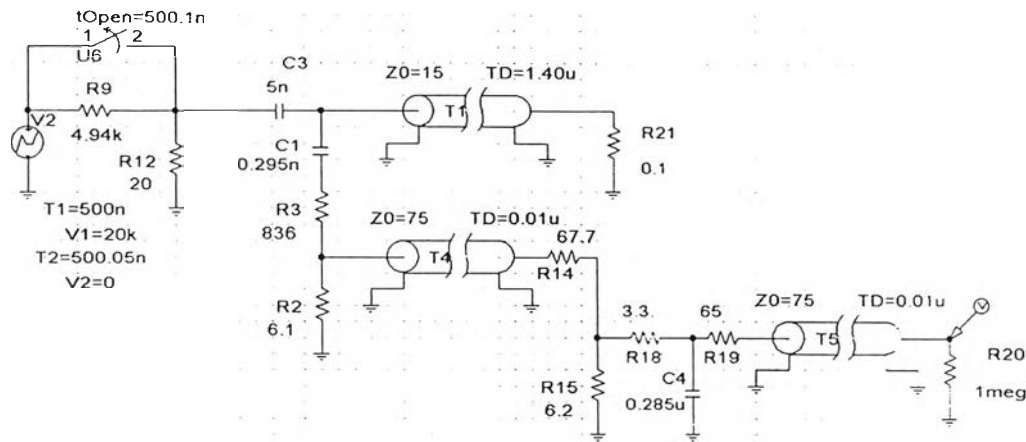 tOpen=500.1n
1 2
U6
R9
4.94k
V2
R12
20
T1=500n
V1=20k
T2=500.05n
V2=0
C3
5n
Z0=15 TD=1.40u
T1
R21
0.1
C1
0.295n
R3
836
Z0=75 TD=0.01u
T4
67.7
R14
R2
6.1
3.3.
R18
65
R19
Z0=75 TD=0.01u
T5
V
R20
1meg
R15
6.2
C4
0.285u